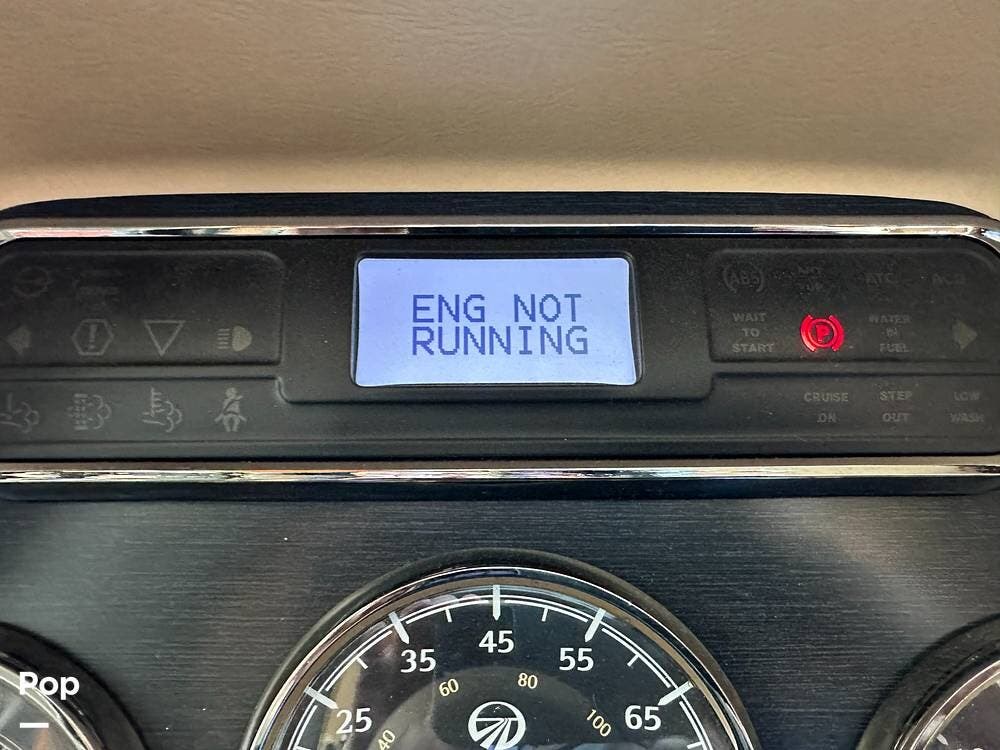 ENG NOT
RUNNING
ABS
WAIT
TO
START
P
WATER
IN
FUEL
CRUISE
ON
STEP
OUT
LOW
WASH
25
35
45
55
65
40
60
80
100
Pop